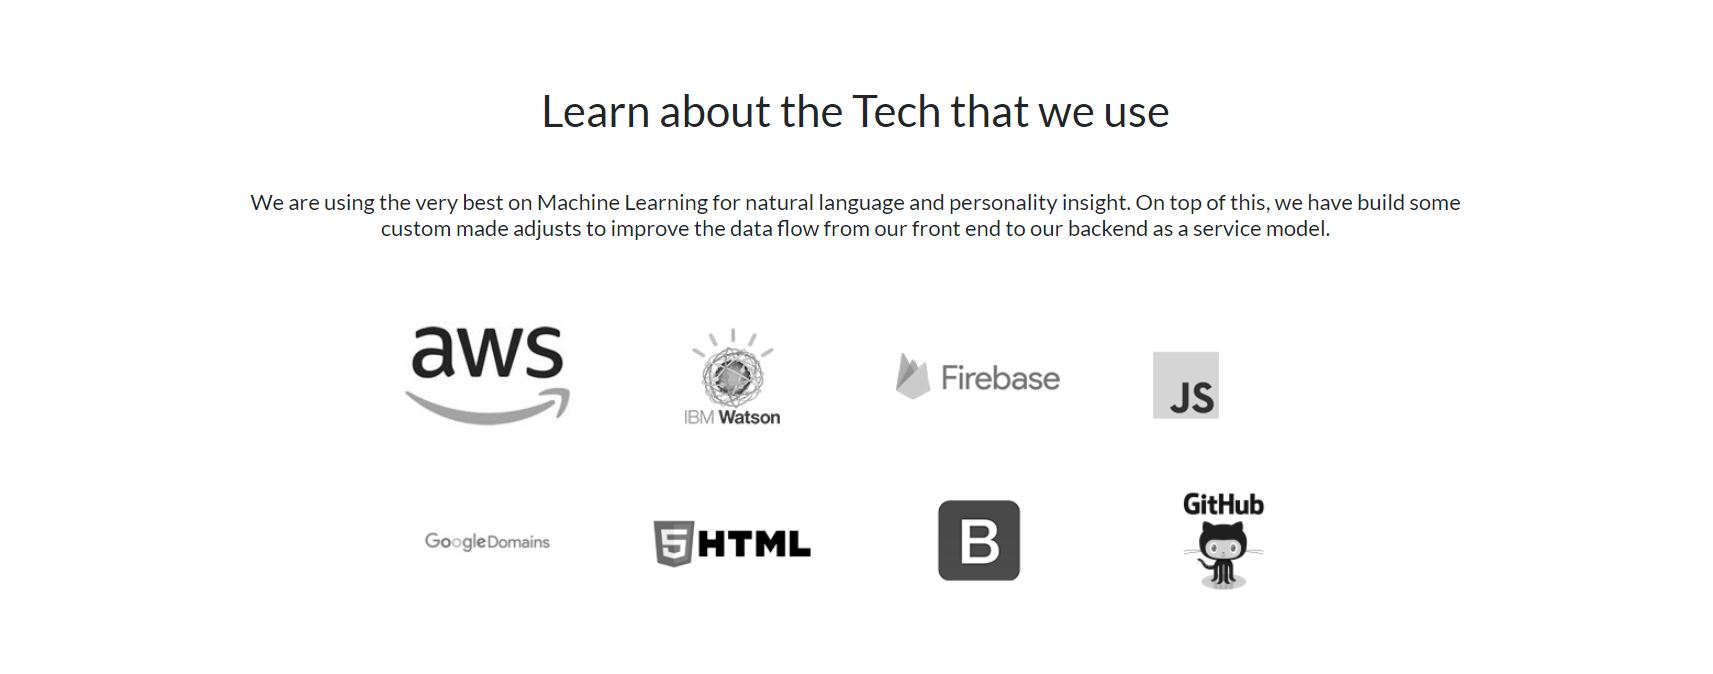 Learn about the Tech that we use
We are using the very best on Machine Learning for natural language and personality insight. On top of this, we have build some
custom made adjusts to improve the data flow from our front end to our backend as a service model.
aws
IBM Watson
Firebase
JS
Google Domains
5 HTML
B
GitHub